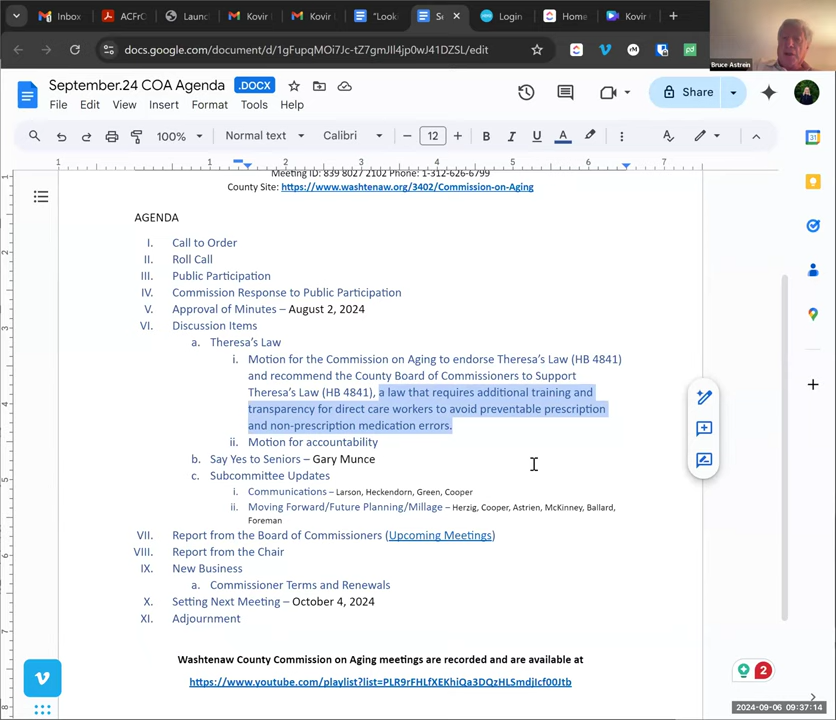 Inbox
ACFrC
Launc
Kovir
Kovir
"Look
Se
Login
Home
Kovir
docs.google.com/document/d/1gFupqMOi7Jc-tZ7gmJIl4jp0wJ41DZSL/edit
Bruce Astrein
September.24 COA Agenda .DOCX
Share
File Edit View Insert Format Tools Help
100% Normal text Calibri 12 B I U A
1 1 2 3 4 5 6 7
Meeting ID: 839 8027 2102 Phone: 1-312-626-6799
County Site: https://www.washtenaw.org/3402/Commission-on-Aging
AGENDA
I. Call to Order
II. Roll Call
III. Public Participation
IV. Commission Response to Public Participation
V. Approval of Minutes – August 2, 2024
VI. Discussion Items
a. Theresa's Law
i. Motion for the Commission on Aging to endorse Theresa's Law (HB 4841)
and recommend the County Board of Commissioners to Support
Theresa's Law (HB 4841), a law that requires additional training and
transparency for direct care workers to avoid preventable prescription
and non-prescription medication errors.
ii. Motion for accountability
b. Say Yes to Seniors – Gary Munce
c. Subcommittee Updates
i. Communications – Larson, Heckendorn, Green, Cooper
ii. Moving Forward/Future Planning/Millage – Herzig, Cooper, Astrien, McKinney, Ballard,
Foreman
VII. Report from the Board of Commissioners (Upcoming Meetings)
VIII. Report from the Chair
IX. New Business
a. Commissioner Terms and Renewals
X. Setting Next Meeting – October 4, 2024
XI. Adjournment
Washtenaw County Commission on Aging meetings are recorded and are available at
https://www.youtube.com/playlist?list=PLR9rFHLfXEKhiQa3DQzHLSmdjIcf00Jtb
2
2024-09-06 09:37:14